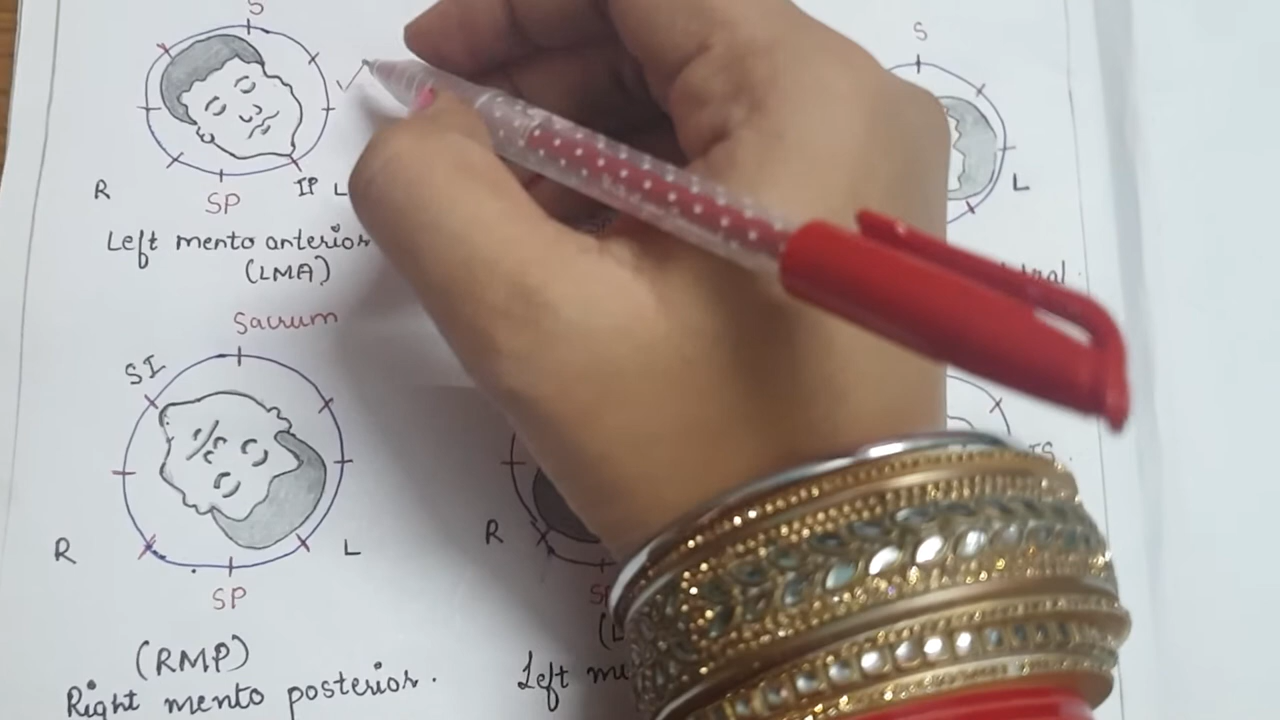 S
S
R
SP
IP
L
L
Left mento anterior
(LMA)
Sacrum
SI
R
L
R
SP
(RMP)
Right mento posterior.
Left